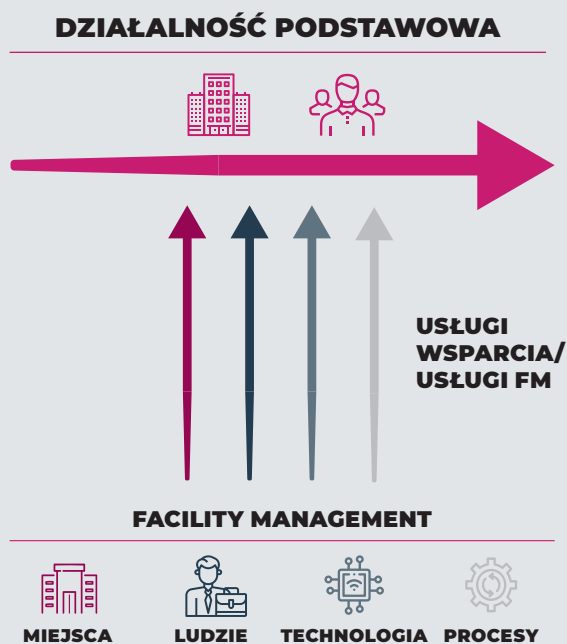 DZIAŁALNOŚĆ PODSTAWOWA
USŁUGI
WSPARCIA/
USŁUGI FM
FACILITY MANAGEMENT
MIEJSCA
LUDZIE
TECHNOLOGIA
PROCESY